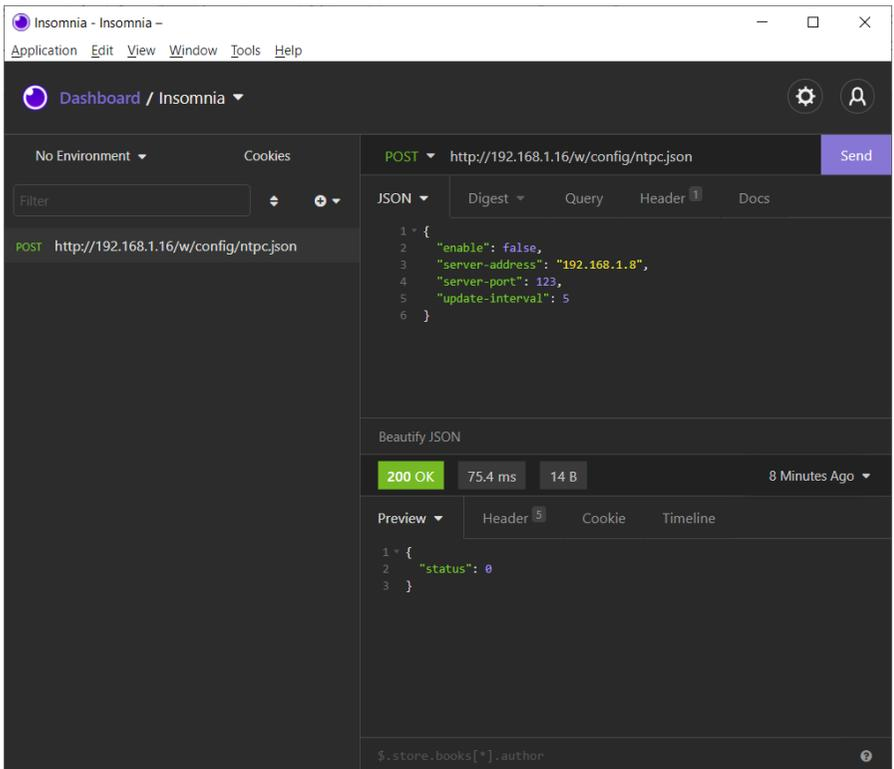 Insomnia - Insomnia –
Application Edit View Window Tools Help
Dashboard / Insomnia
No Environment Cookies
Filter
POST http://192.168.1.16/w/config/ntpc.json
POST http://192.168.1.16/w/config/ntpc.json Send
JSON Digest Query Header 1 Docs
1 {
2 "enable": false,
3 "server-address": "192.168.1.8",
4 "server-port": 123,
5 "update-interval": 5
6 }
Beautify JSON
200 OK 75.4 ms 14 B 8 Minutes Ago
Preview Header 5 Cookie Timeline
1 {
2 "status": 0
3 }
$.store.books[*].author